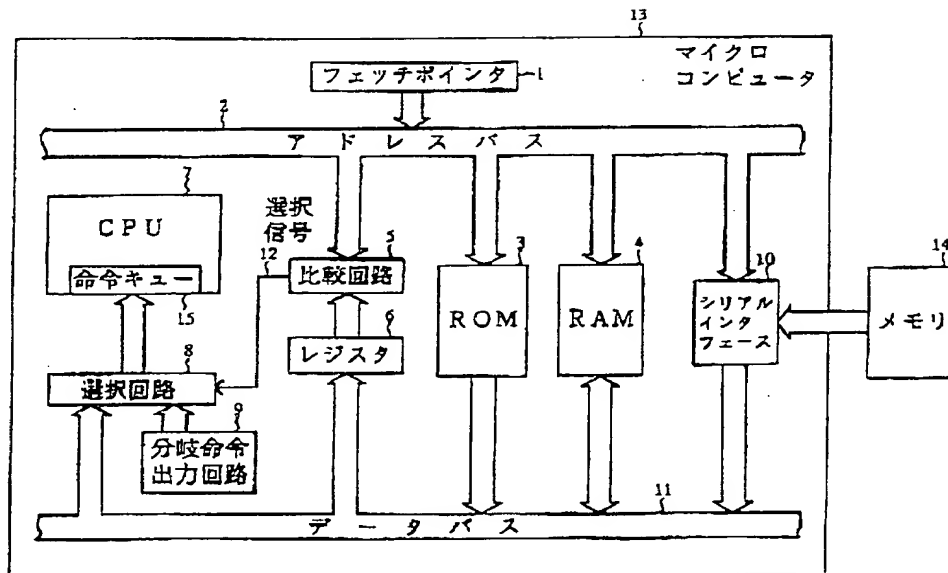 13
マイクロ
コンピュータ
フェッチポインタ
1
2
アドレスバス
7
CPU
命令キュー
15
選択
信号
12
5
比較回路
6
レジスタ
3
ROM
4
RAM
10
シリアル
インタ
フェース
14
メモリ
8
選択回路
9
分岐命令
出力回路
11
データバス